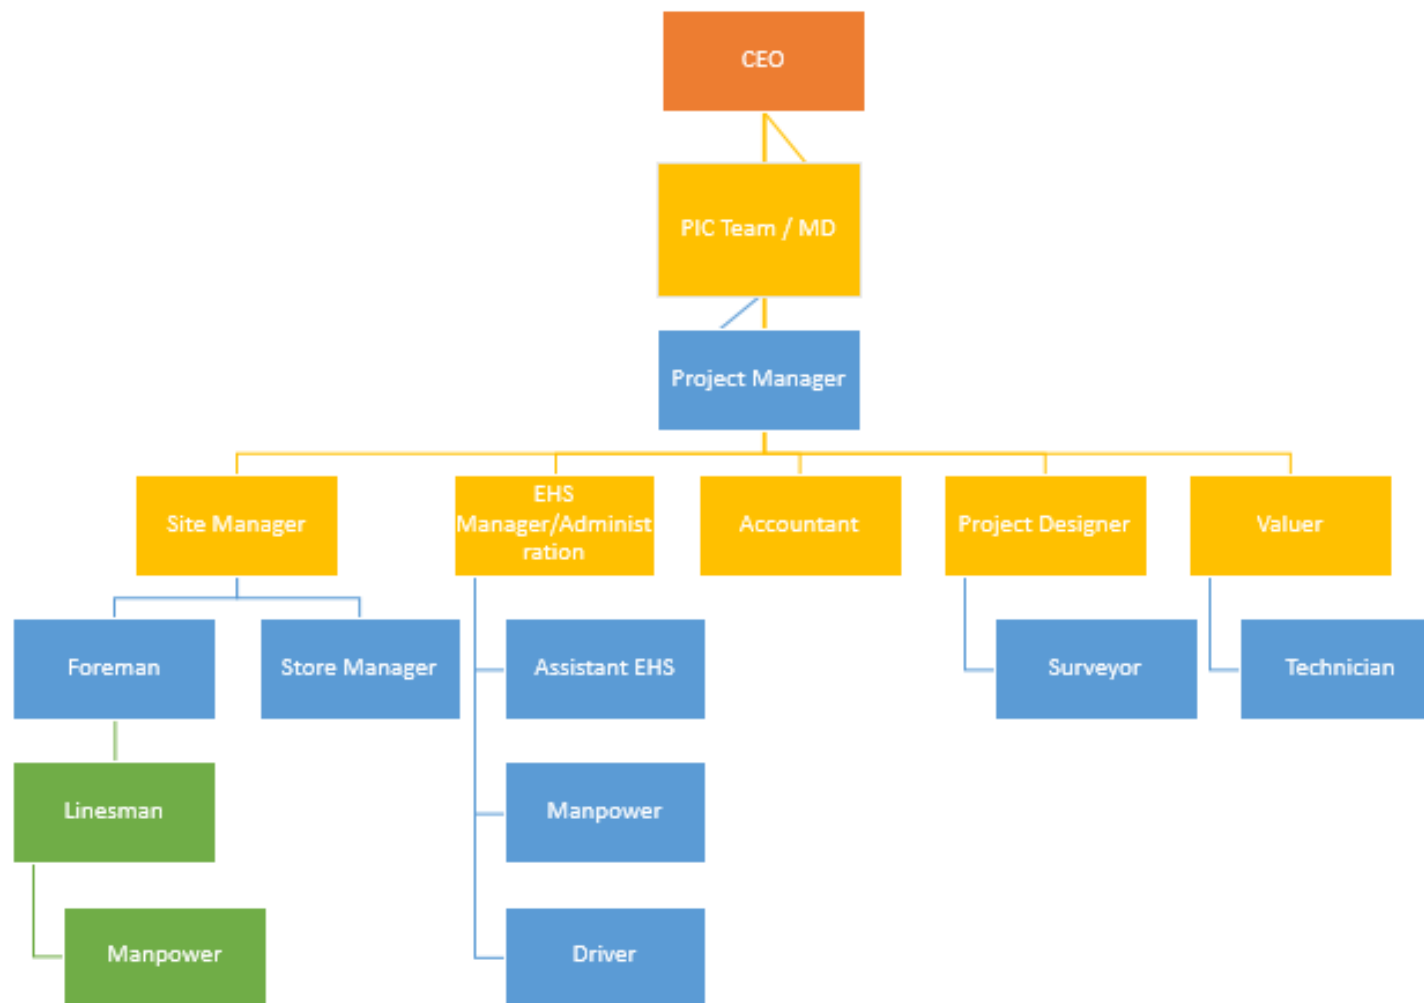 CEO
PIC Team / MD
Project Manager
Site Manager
EHS
Manager/Administ
ration
Accountant
Project Designer
Valuer
Foreman
Store Manager
Assistant EHS
Surveyor
Technician
Linesman
Manpower
Manpower
Driver